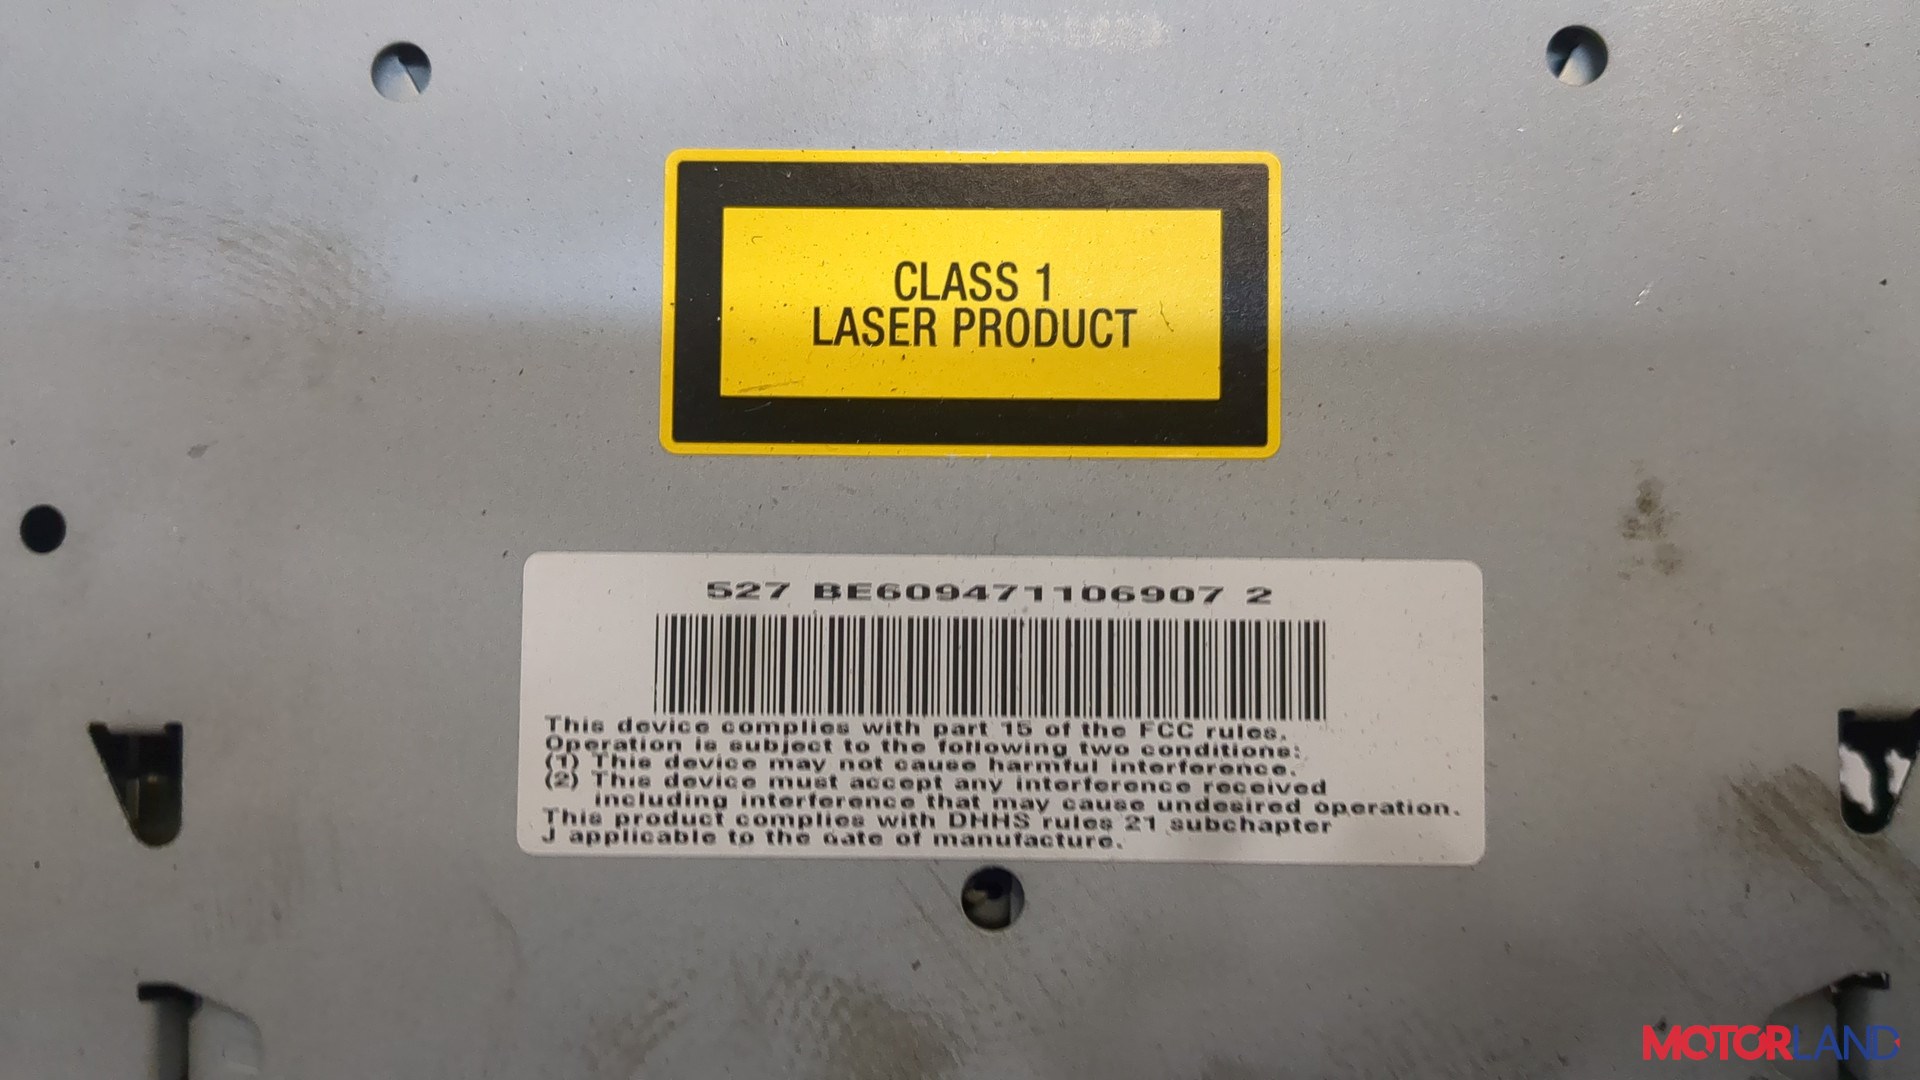 CLASS 1
LASER PRODUCT
527 BE609471106907 2
This device complies with part 15 of the FCC rules.
Operation is subject to the following two conditions:
(1) This device may not cause harmful interference.
(2) This device must accept any interference received
including interference that may cause undesired operation.
This product complies with DHHS rules 21 subchapter
J applicable to the date of manufacture.
MOTORLAND